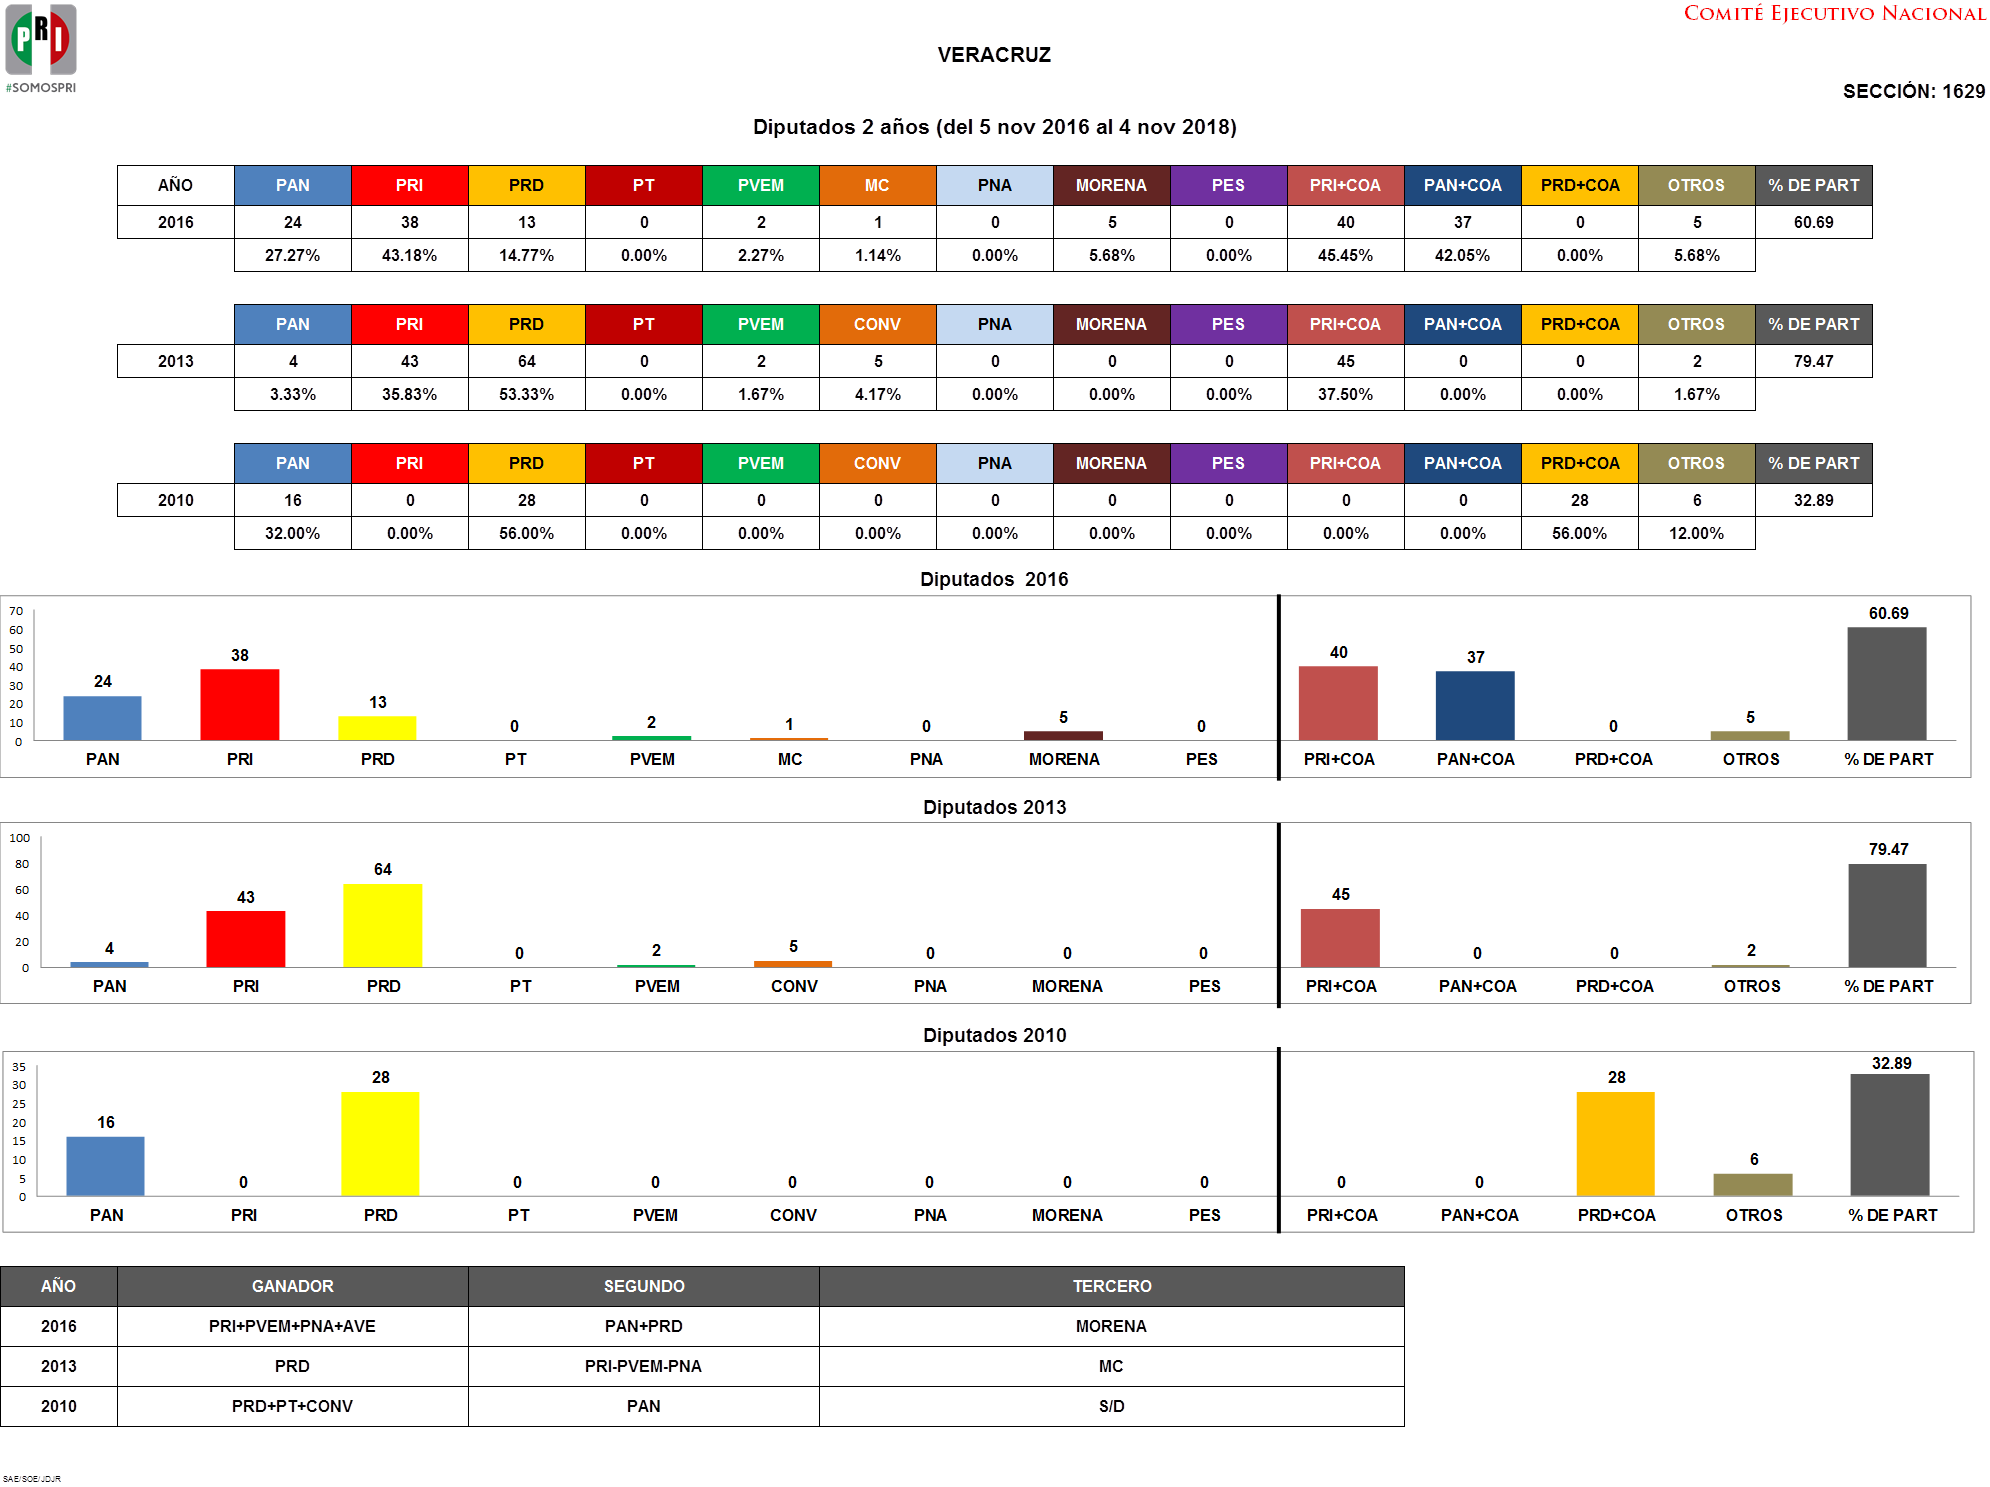 PRI
#SOMOSPRI
COMITÉ EJECUTIVO NACIONAL
VERACRUZ
SECCIÓN: 1629
Diputados 2 años (del 5 nov 2016 al 4 nov 2018)
AÑO PAN PRI PRD PT PVEM MC PNA MORENA PES PRI+COA PAN+COA PRD+COA OTROS % DE PART
2016 24 38 13 0 2 1 0 5 0 40 37 0 5 60.69
27.27% 43.18% 14.77% 0.00% 2.27% 1.14% 0.00% 5.68% 0.00% 45.45% 42.05% 0.00% 5.68%
PAN PRI PRD PT PVEM CONV PNA MORENA PES PRI+COA PAN+COA PRD+COA OTROS % DE PART
2013 4 43 64 0 2 5 0 0 0 45 0 0 2 79.47
3.33% 35.83% 53.33% 0.00% 1.67% 4.17% 0.00% 0.00% 0.00% 37.50% 0.00% 0.00% 1.67%
PAN PRI PRD PT PVEM CONV PNA MORENA PES PRI+COA PAN+COA PRD+COA OTROS % DE PART
2010 16 0 28 0 0 0 0 0 0 0 0 28 6 32.89
32.00% 0.00% 56.00% 0.00% 0.00% 0.00% 0.00% 0.00% 0.00% 0.00% 0.00% 56.00% 12.00%
Diputados 2016
70
60
50
40
30
20
10
0
24 38 13 0 2 1 0 5 0 40 37 0 5 60.69
PAN PRI PRD PT PVEM MC PNA MORENA PES PRI+COA PAN+COA PRD+COA OTROS % DE PART
Diputados 2013
100
80
60
40
20
0
4 43 64 0 2 5 0 0 0 45 0 0 2 79.47
PAN PRI PRD PT PVEM CONV PNA MORENA PES PRI+COA PAN+COA PRD+COA OTROS % DE PART
Diputados 2010
35
30
25
20
15
10
5
0
16 0 28 0 0 0 0 0 0 0 0 28 6 32.89
PAN PRI PRD PT PVEM CONV PNA MORENA PES PRI+COA PAN+COA PRD+COA OTROS % DE PART
AÑO GANADOR SEGUNDO TERCERO
2016 PRI+PVEM+PNA+AVE PAN+PRD MORENA
2013 PRD PRI-PVEM-PNA MC
2010 PRD+PT+CONV PAN S/D
SAE/SOE/JDJR